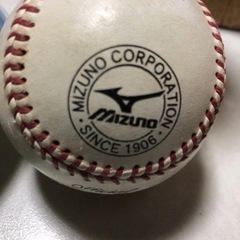 MIZUNO CORPORATION
MIZUNO
· SINCE 1906 ·